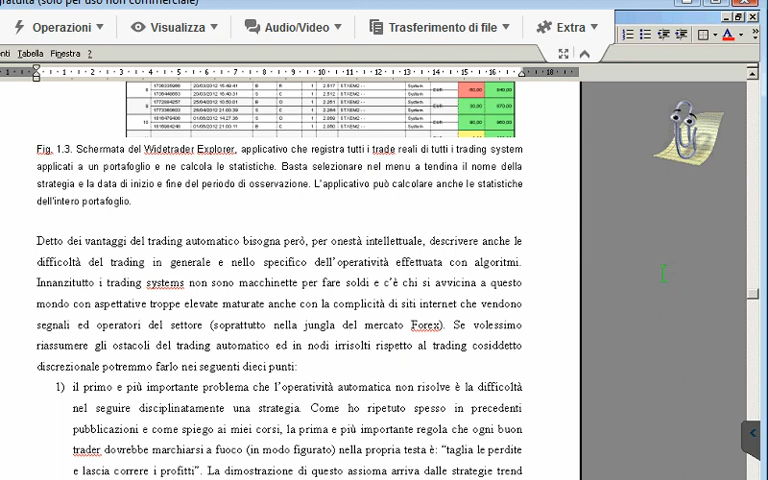 gratuita (solo per uso non commerciale)
Operazioni Visualizza Audio/Video Trasferimento di file Extra
nti Tabella Finestra ?
Fig. 1.3. Schermata del Widetrader Explorer, applicativo che registra tutti i trade reali di tutti i trading system
applicati a un portafoglio e ne calcola le statistiche. Basta selezionare nel menu a tendina il nome della
strategia e la data di inizio e fine del periodo di osservazione. L'applicativo può calcolare anche le statistiche
dell'intero portafoglio.
Detto dei vantaggi del trading automatico bisogna però, per onestà intellettuale, descrivere anche le
difficoltà del trading in generale e nello specifico dell'operatività effettuata con algoritmi.
Innanzitutto i trading systems non sono macchinette per fare soldi e c'è chi si avvicina a questo
mondo con aspettative troppe elevate maturate anche con la complicità di siti internet che vendono
segnali ed operatori del settore (soprattutto nella jungla del mercato Forex). Se volessimo
riassumere gli ostacoli del trading automatico ed in nodi irrisolti rispetto al trading cosiddetto
discrezionale potremmo farlo nei seguenti dieci punti:
1) il primo e più importante problema che l'operatività automatica non risolve è la difficoltà
nel seguire disciplinatamente una strategia. Come ho ripetuto spesso in precedenti
pubblicazioni e come spiego ai miei corsi, la prima e più importante regola che ogni buon
trader dovrebbe marchiarsi a fuoco (in modo figurato) nella propria testa è: "taglia le perdite
e lascia correre i profitti". La dimostrazione di questo assioma arriva dalle strategie trend